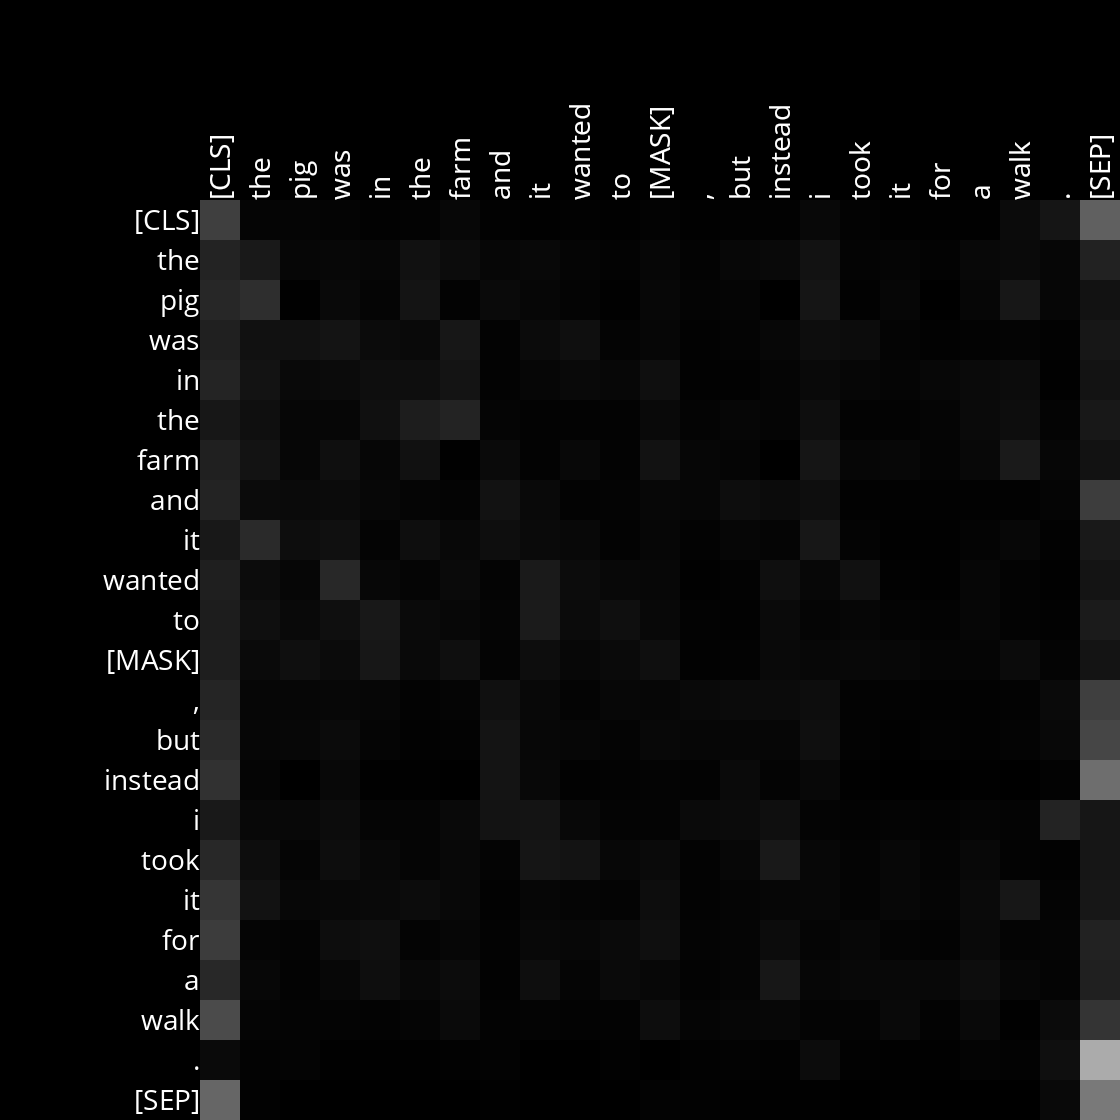 [CLS] the pig was in the farm and it wanted to [MASK] , but instead i took it for a walk . [SEP]
[CLS]
the
pig
was
in
the
farm
and
it
wanted
to
[MASK]
,
but
instead
i
took
it
for
a
walk
.
[SEP]